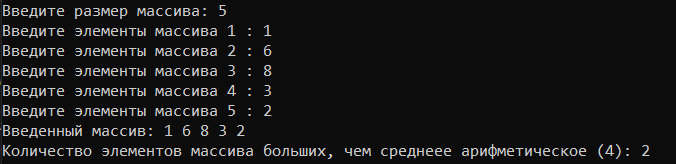 Введите размер массива: 5
Введите элементы массива 1 : 1
Введите элементы массива 2 : 6
Введите элементы массива 3 : 8
Введите элементы массива 4 : 3
Введите элементы массива 5 : 2
Введенный массив: 1 6 8 3 2
Количество элементов массива больших, чем среднеее арифметическое (4): 2